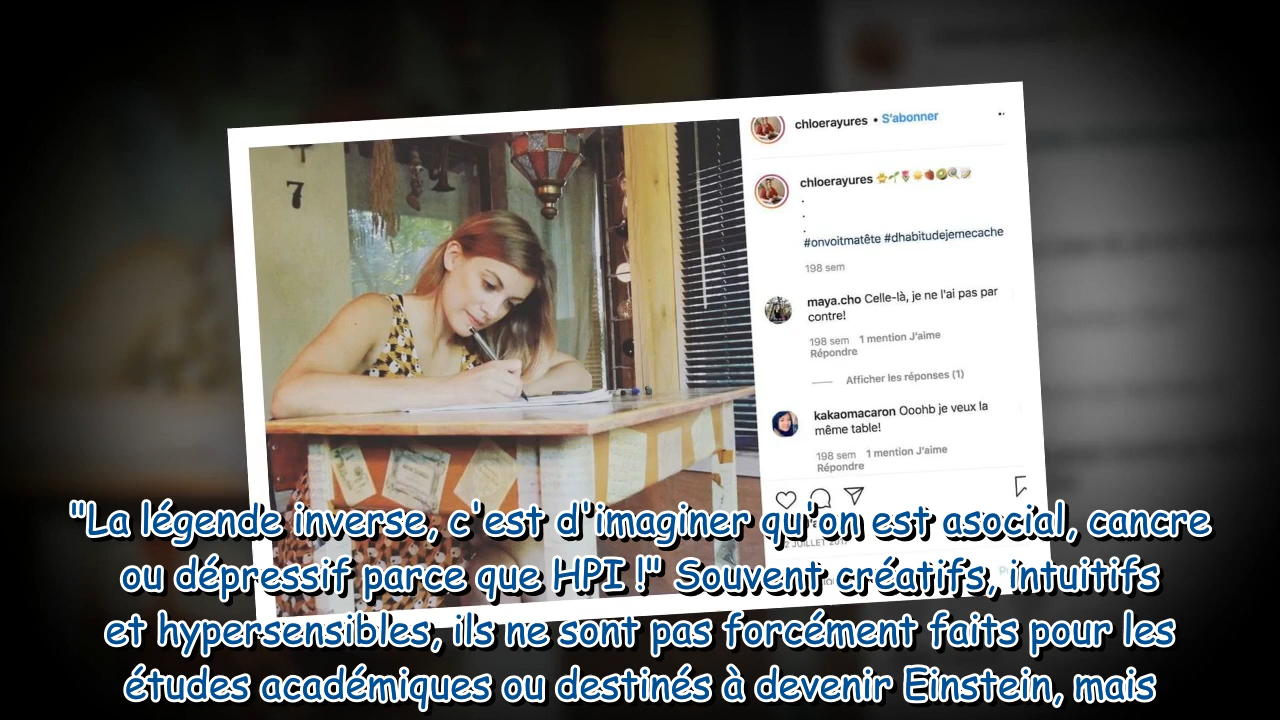 7
chloerayures • S'abonner
chloerayures
.
.
.
#onvoitmatête #dhabitudejemecache
198 sem
maya.cho Celle-là, je ne l'ai pas par
contre!
198 sem 1 mention J'aime
Répondre
Afficher les réponses (1)
kakaomacaron Ooohb je veux la
même table!
198 sem 1 mention J'aime
Répondre
"La légende inverse, c'est d'imaginer qu'on est asocial, cancre
ou dépressif parce que HPI !" Souvent créatifs, intuitifs
et hypersensibles, ils ne sont pas forcément faits pour les
études académiques ou destinés à devenir Einstein, mais